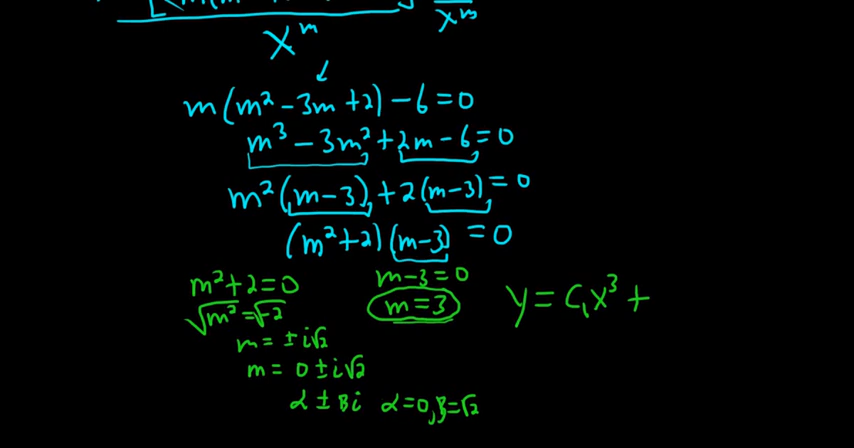 x^m x^m
m(m² - 3m + 2) - 6 = 0
m³ - 3m² + 2m - 6 = 0
m²(m - 3) + 2(m - 3) = 0
(m² + 2)(m - 3) = 0
m² + 2 = 0 m - 3 = 0
√m² = √-2 m = 3 y = c₁x³ +
m = ± i√2
m = 0 ± i√2
α ± βi α = 0, β = √2